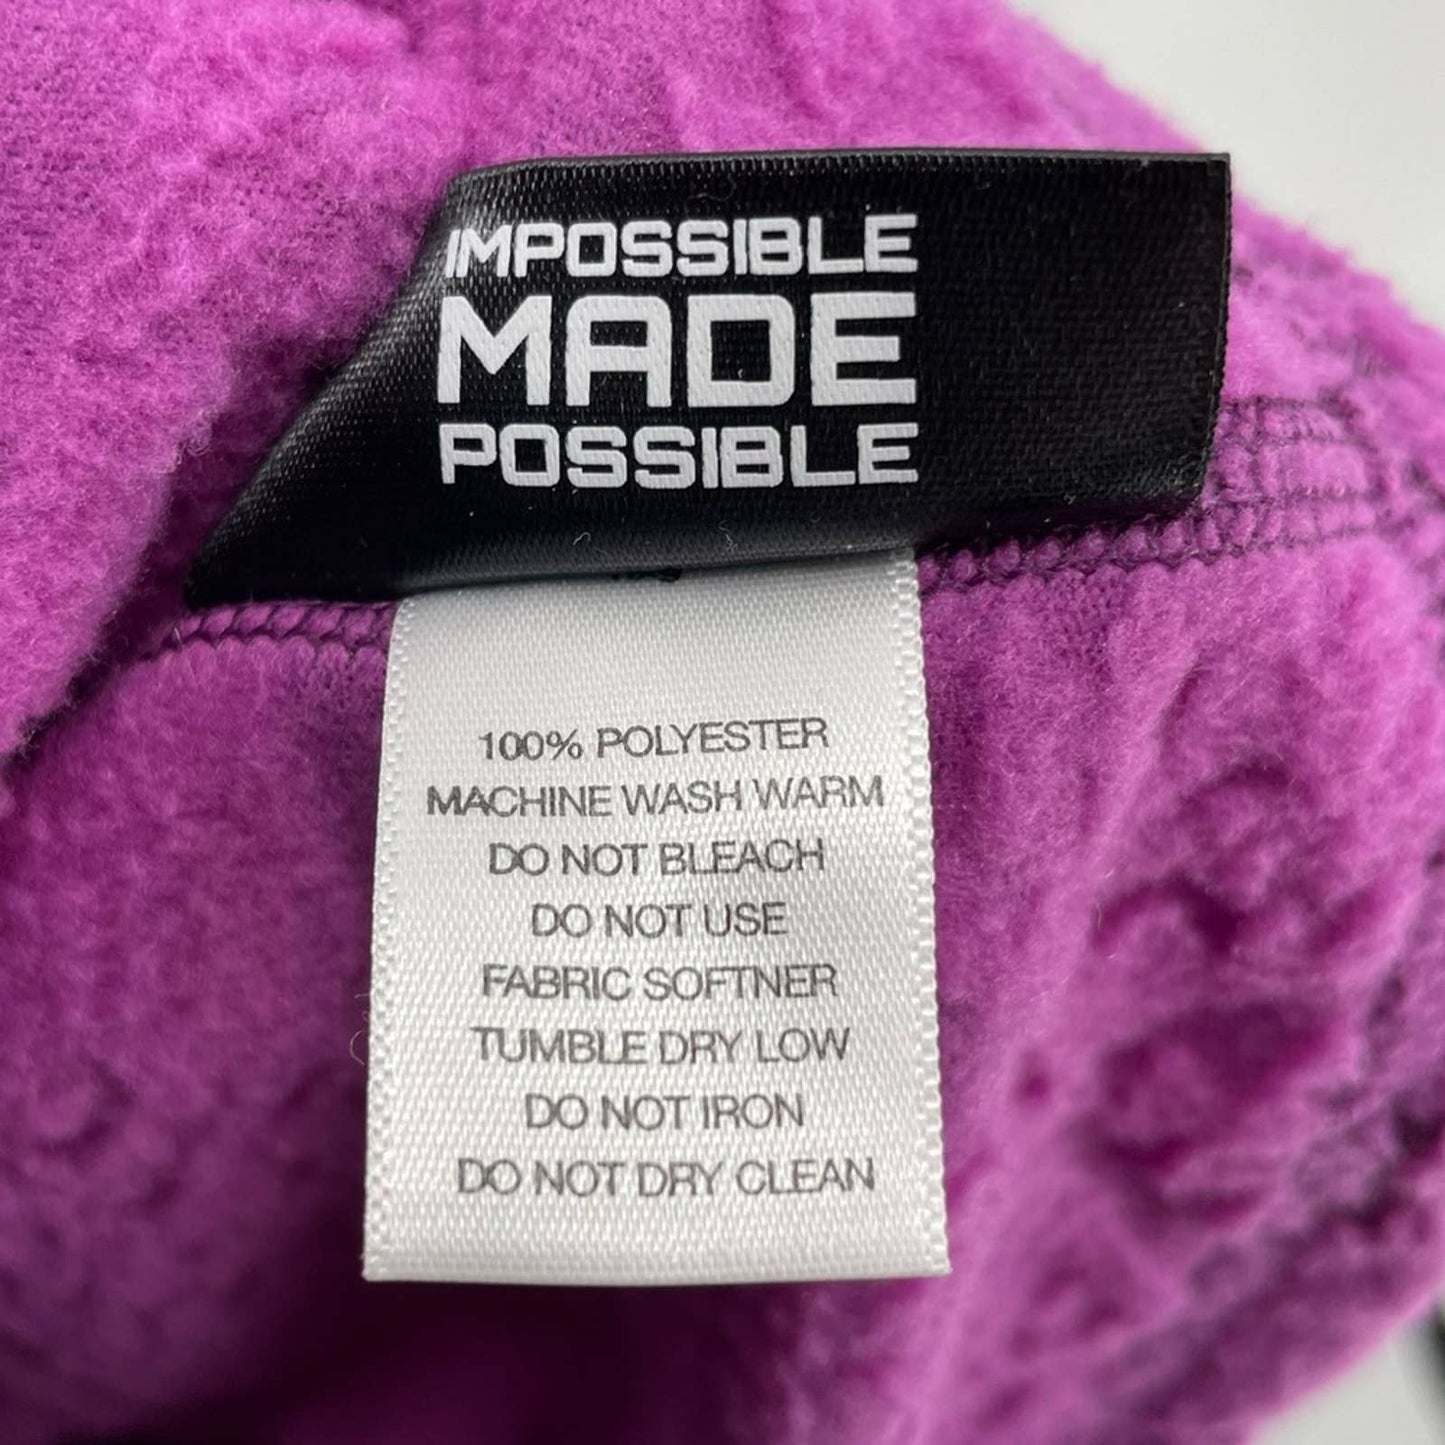 IMPOSSIBLE
MADE
POSSIBLE
100% POLYESTER
MACHINE WASH WARM
DO NOT BLEACH
DO NOT USE
FABRIC SOFTNER
TUMBLE DRY LOW
DO NOT IRON
DO NOT DRY CLEAN